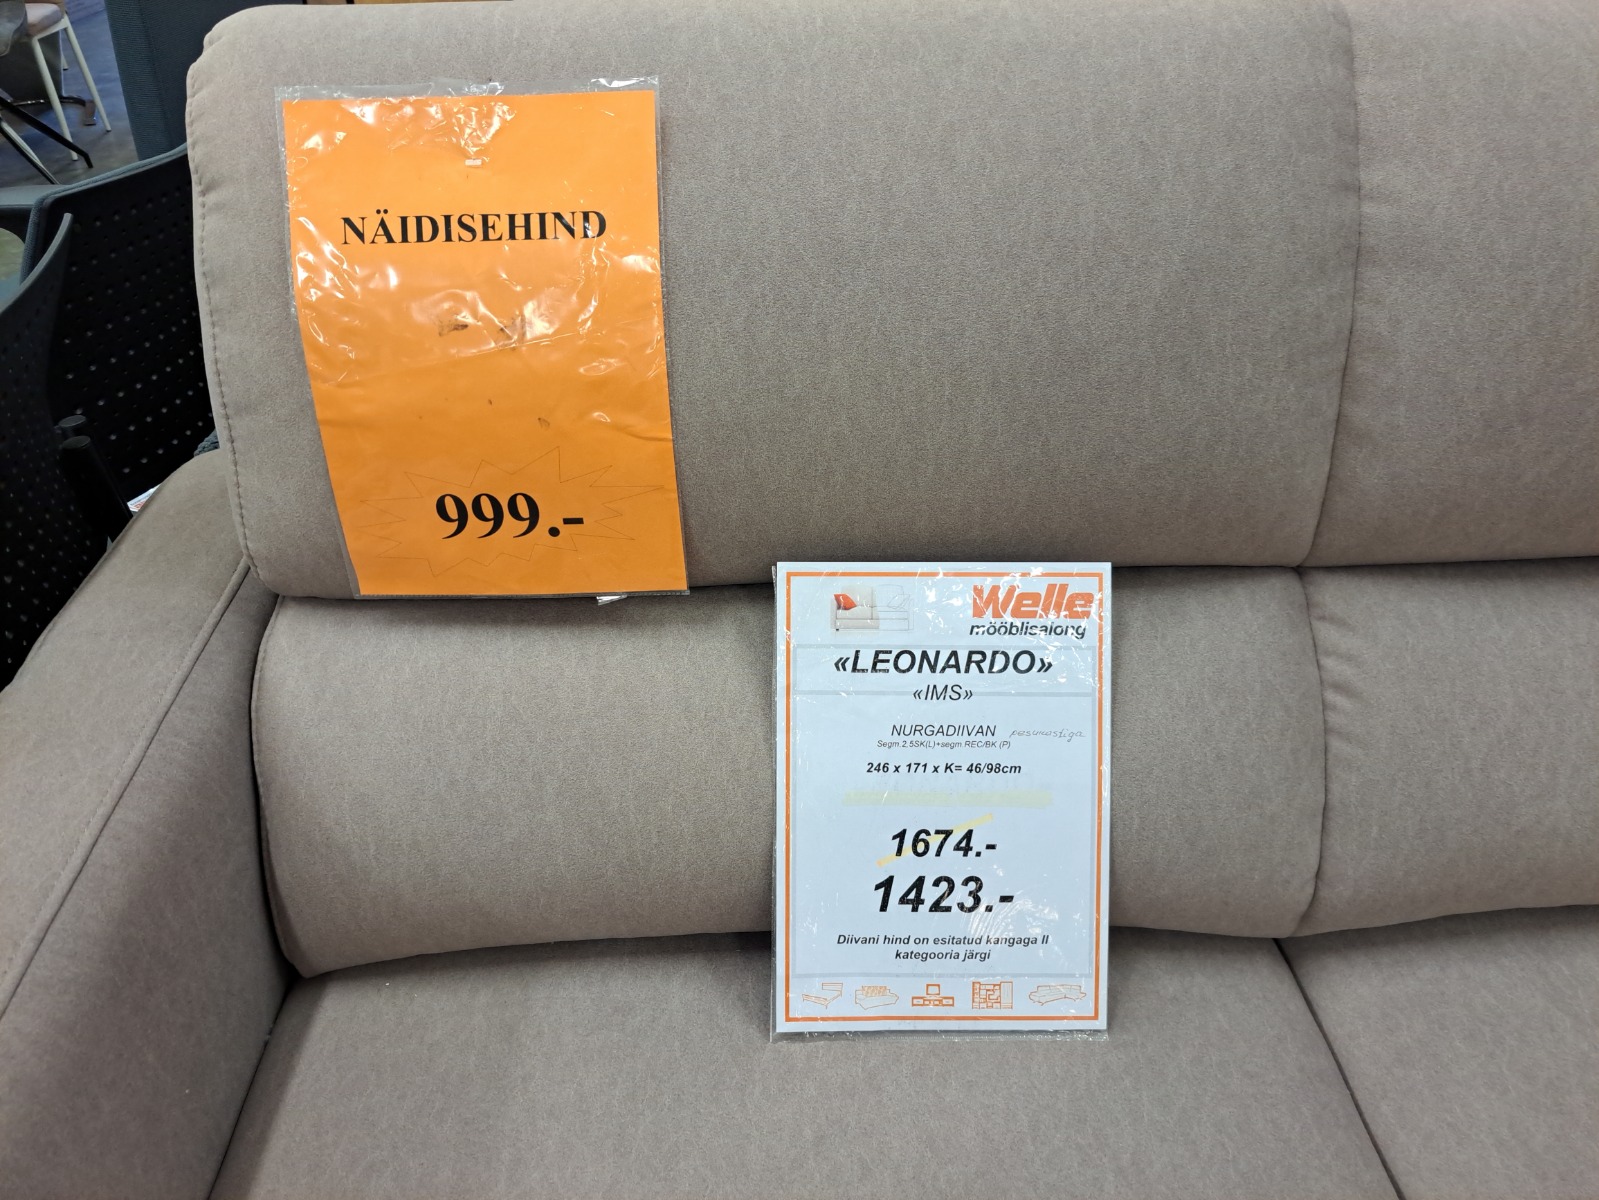 NÄIDISEHIND
999.-
Welle
mööblisalong
«LEONARDO»
«IMS»
NURGADIIVAN pesukastiga
Segm.2.5SK(L)+segm.REC/BK (P)
246 x 171 x K= 46/98cm
1674.-
1423.-
Diivani hind on esitatud kangaga II
kategooria järgi